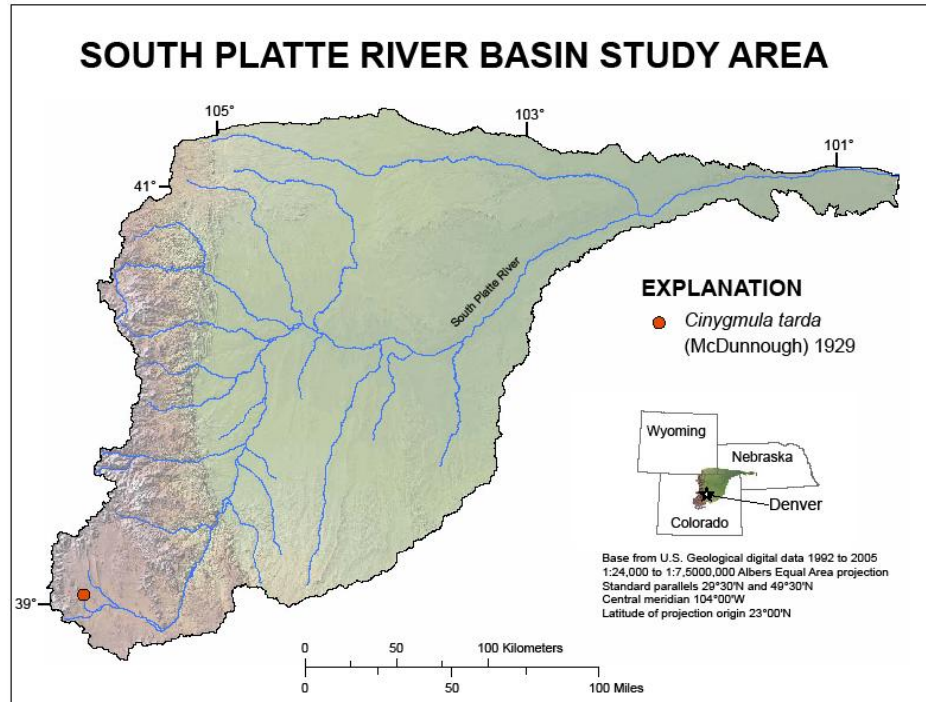 SOUTH PLATTE RIVER BASIN STUDY AREA
105°
103°
101°
41°
South Platte River
EXPLANATION
Cinygmula tarda
(McDunnough) 1929
Wyoming
Nebraska
Denver
Colorado
Base from U.S. Geological digital data 1992 to 2005
1:24,000 to 1:7,5000,000 Albers Equal Area projection
Standard parallels 29°30'N and 49°30'N
Central meridian 104°00'W
Latitude of projection origin 23°00'N
39°
0 50 100 Kilometers
0 50 100 Miles